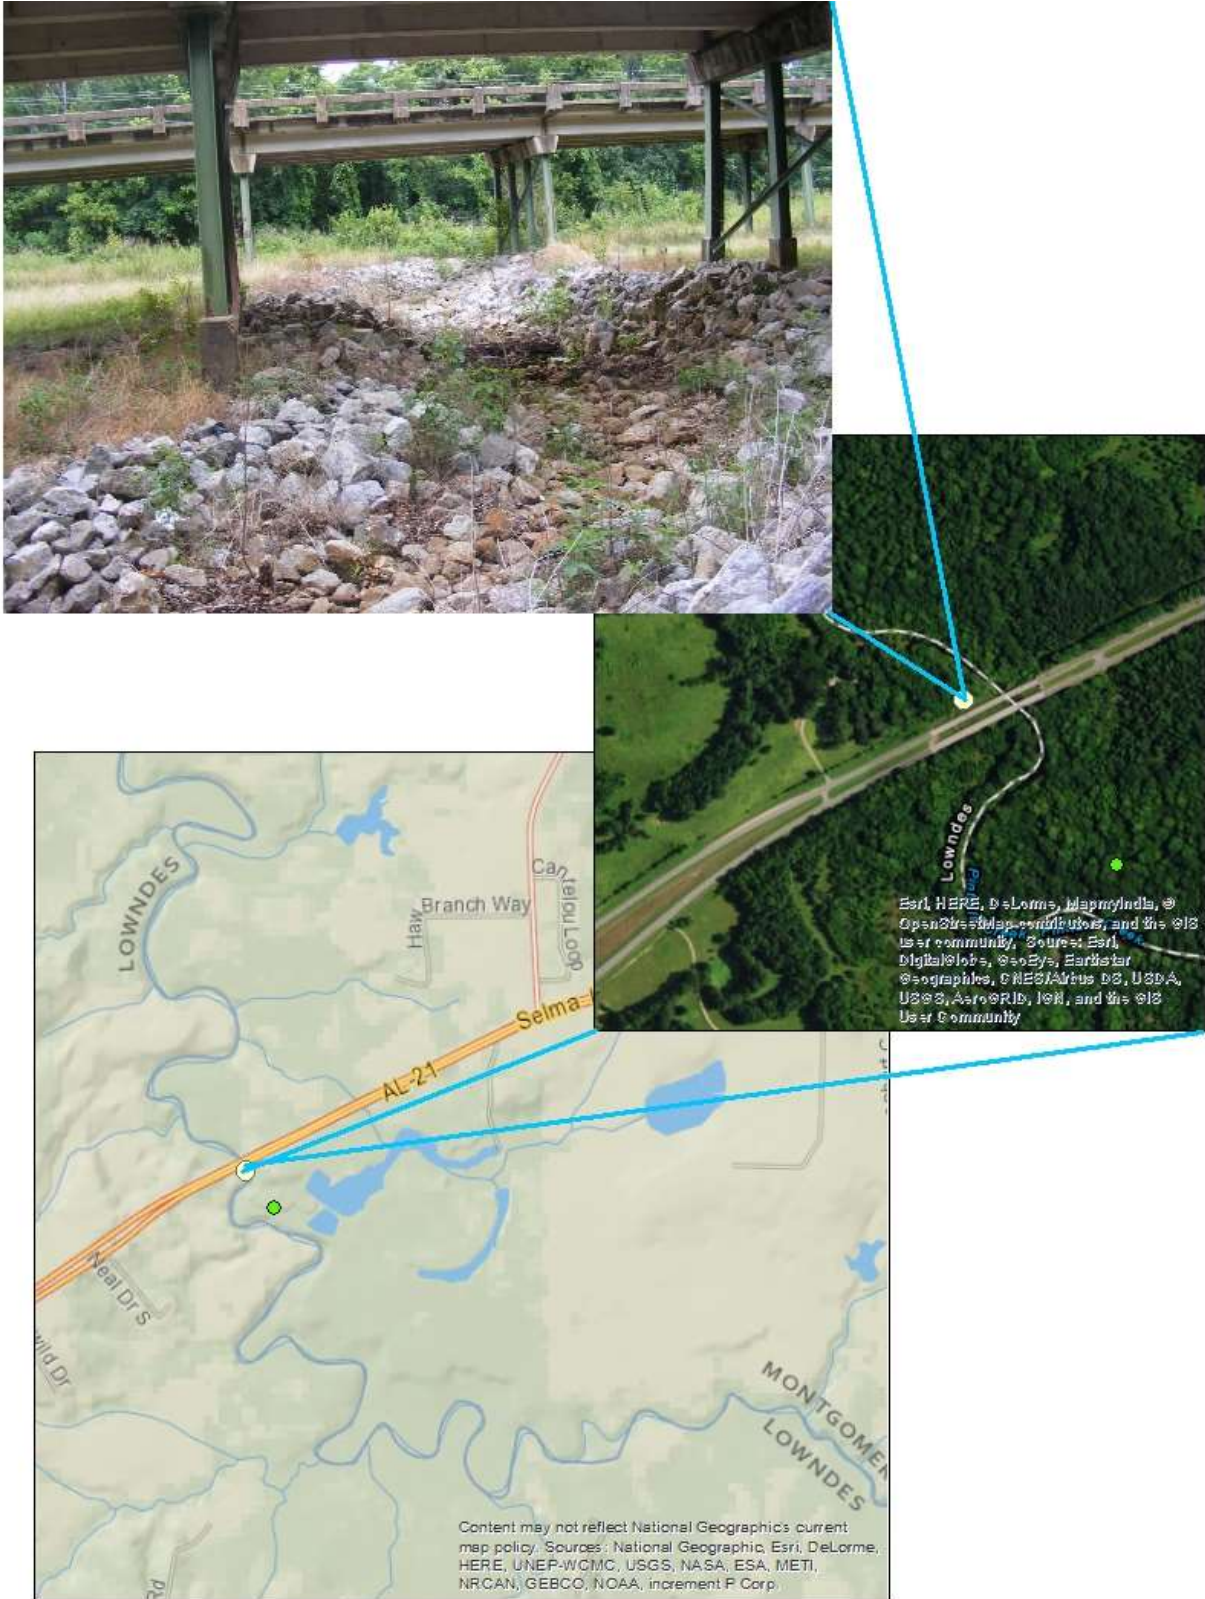 Lowndes
Esri, HERE, DeLorme, MapmyIndia, ©
OpenStreetMap contributors, and the GIS
user community, Source: Esri,
DigitalGlobe, GeoEye, Earthstar
Geographics, CNES/Airbus DS, USDA,
USGS, AeroGRID, IGN, and the GIS
User Community
LOWNDES
Branch Way
Haw
Cantelou Loop
Selma
AL-21
Neal Dr S
wild Dr
MONTGOMER
LOWNDES
Rd
Content may not reflect National Geographic's current
map policy. Sources: National Geographic, Esri, DeLorme,
HERE, UNEP-WCMC, USGS, NASA, ESA, METI,
NRCAN, GEBCO, NOAA, increment P Corp.